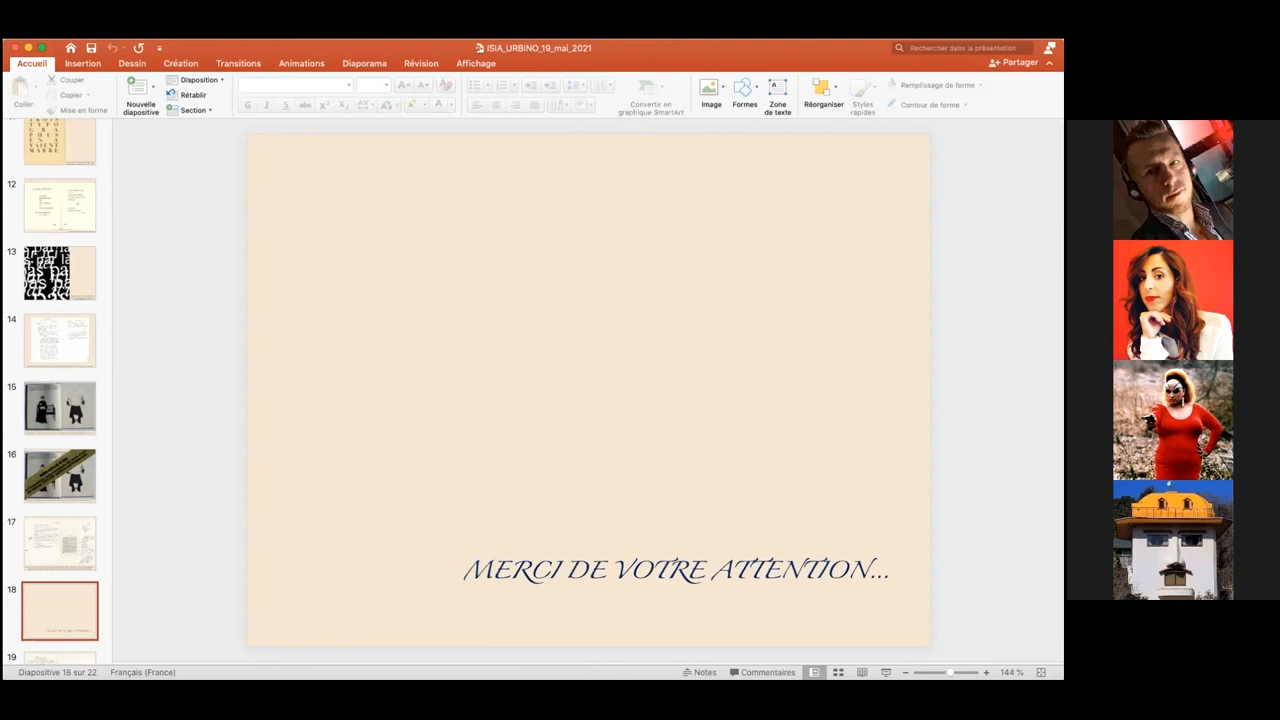 ISIA_URBINO_19_mai_2021
Rechercher dans la présentation
Accueil
Insertion
Dessin
Création
Transitions
Animations
Diaporama
Révision
Affichage
Partager
Coller
Couper
Copier
Mise en forme
Nouvelle
diapositive
Disposition
Rétablir
Section
G
I
S
abc
X²
X₂
Convertir en
graphique SmartArt
Image
Formes
Zone
de texte
Réorganiser
Styles
rapides
Remplissage de forme
Contour de forme
12
13
14
15
16
17
18
19
MERCI DE VOTRE ATTENTION...
Diapositive 18 sur 22
Français (France)
Notes
Commentaires
144 %